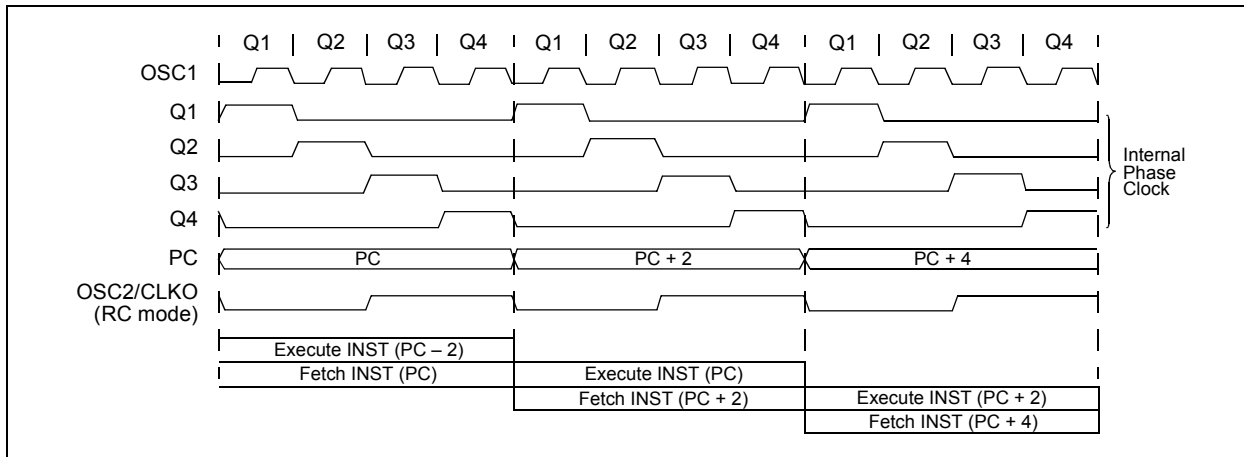 Q1 Q2 Q3 Q4 Q1 Q2 Q3 Q4 Q1 Q2 Q3 Q4
OSC1
Q1
Q2
Q3
Q4
Internal
Phase
Clock
PC PC PC + 2 PC + 4
OSC2/CLKO
(RC mode)
Execute INST (PC – 2)
Fetch INST (PC) Execute INST (PC)
Fetch INST (PC + 2) Execute INST (PC + 2)
Fetch INST (PC + 4)